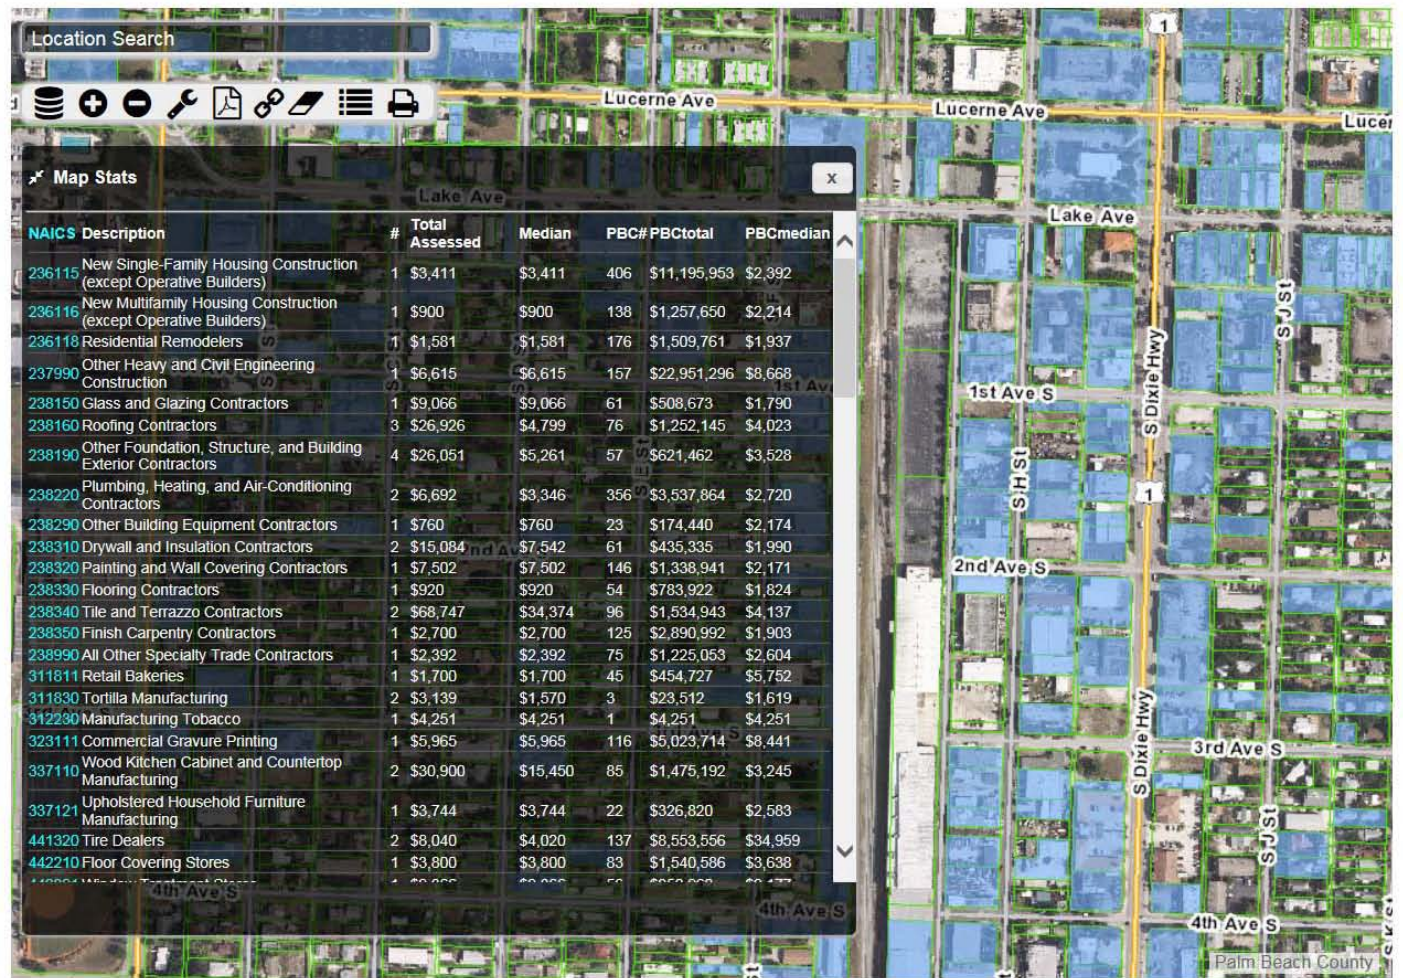 Location Search
Map Stats
x
NAICS Description # Total Assessed Median PBC# PBCtotal PBCmedian
236115 New Single-Family Housing Construction (except Operative Builders) 1 $3,411 $3,411 406 $11,195,953 $2,392
236116 New Multifamily Housing Construction (except Operative Builders) 1 $900 $900 138 $1,257,650 $2,214
236118 Residential Remodelers 1 $1,581 $1,581 176 $1,509,761 $1,937
237990 Other Heavy and Civil Engineering Construction 1 $6,615 $6,615 157 $22,951,296 $8,668
238150 Glass and Glazing Contractors 1 $9,066 $9,066 61 $508,673 $1,790
238160 Roofing Contractors 3 $26,926 $4,799 76 $1,252,145 $4,023
238190 Other Foundation, Structure, and Building Exterior Contractors 4 $26,051 $5,261 57 $621,462 $3,528
238220 Plumbing, Heating, and Air-Conditioning Contractors 2 $6,692 $3,346 356 $3,537,864 $2,720
238290 Other Building Equipment Contractors 1 $760 $760 23 $174,440 $2,174
238310 Drywall and Insulation Contractors 2 $15,084 $7,542 61 $435,335 $1,990
238320 Painting and Wall Covering Contractors 1 $7,502 $7,502 146 $1,338,941 $2,171
238330 Flooring Contractors 1 $920 $920 54 $783,922 $1,824
238340 Tile and Terrazzo Contractors 2 $68,747 $34,374 96 $1,534,943 $4,137
238350 Finish Carpentry Contractors 1 $2,700 $2,700 125 $2,890,992 $1,903
238990 All Other Specialty Trade Contractors 1 $2,392 $2,392 75 $1,225,053 $2,604
311811 Retail Bakeries 1 $1,700 $1,700 45 $454,727 $5,752
311830 Tortilla Manufacturing 2 $3,139 $1,570 3 $23,512 $1,619
312230 Manufacturing Tobacco 1 $4,251 $4,251 1 $4,251 $4,251
323111 Commercial Gravure Printing 1 $5,965 $5,965 116 $5,023,714 $8,441
337110 Wood Kitchen Cabinet and Countertop Manufacturing 2 $30,900 $15,450 85 $1,475,192 $3,245
337121 Upholstered Household Furniture Manufacturing 1 $3,744 $3,744 22 $326,820 $2,583
441320 Tire Dealers 2 $8,040 $4,020 137 $8,553,556 $34,959
442210 Floor Covering Stores 1 $3,800 $3,800 83 $1,540,586 $3,638
1
Lucerne Ave
Lucerne Ave
Lucer
Lake Ave
Lake Ave
S J St
S Dixie Hwy
1st Ave S
1st Av
S H St
1
2nd Ave S
S Dixie Hwy
3rd Ave S
S J St
4th Ave S
4th Ave S
4th Ave S
S K S
Palm Beach County